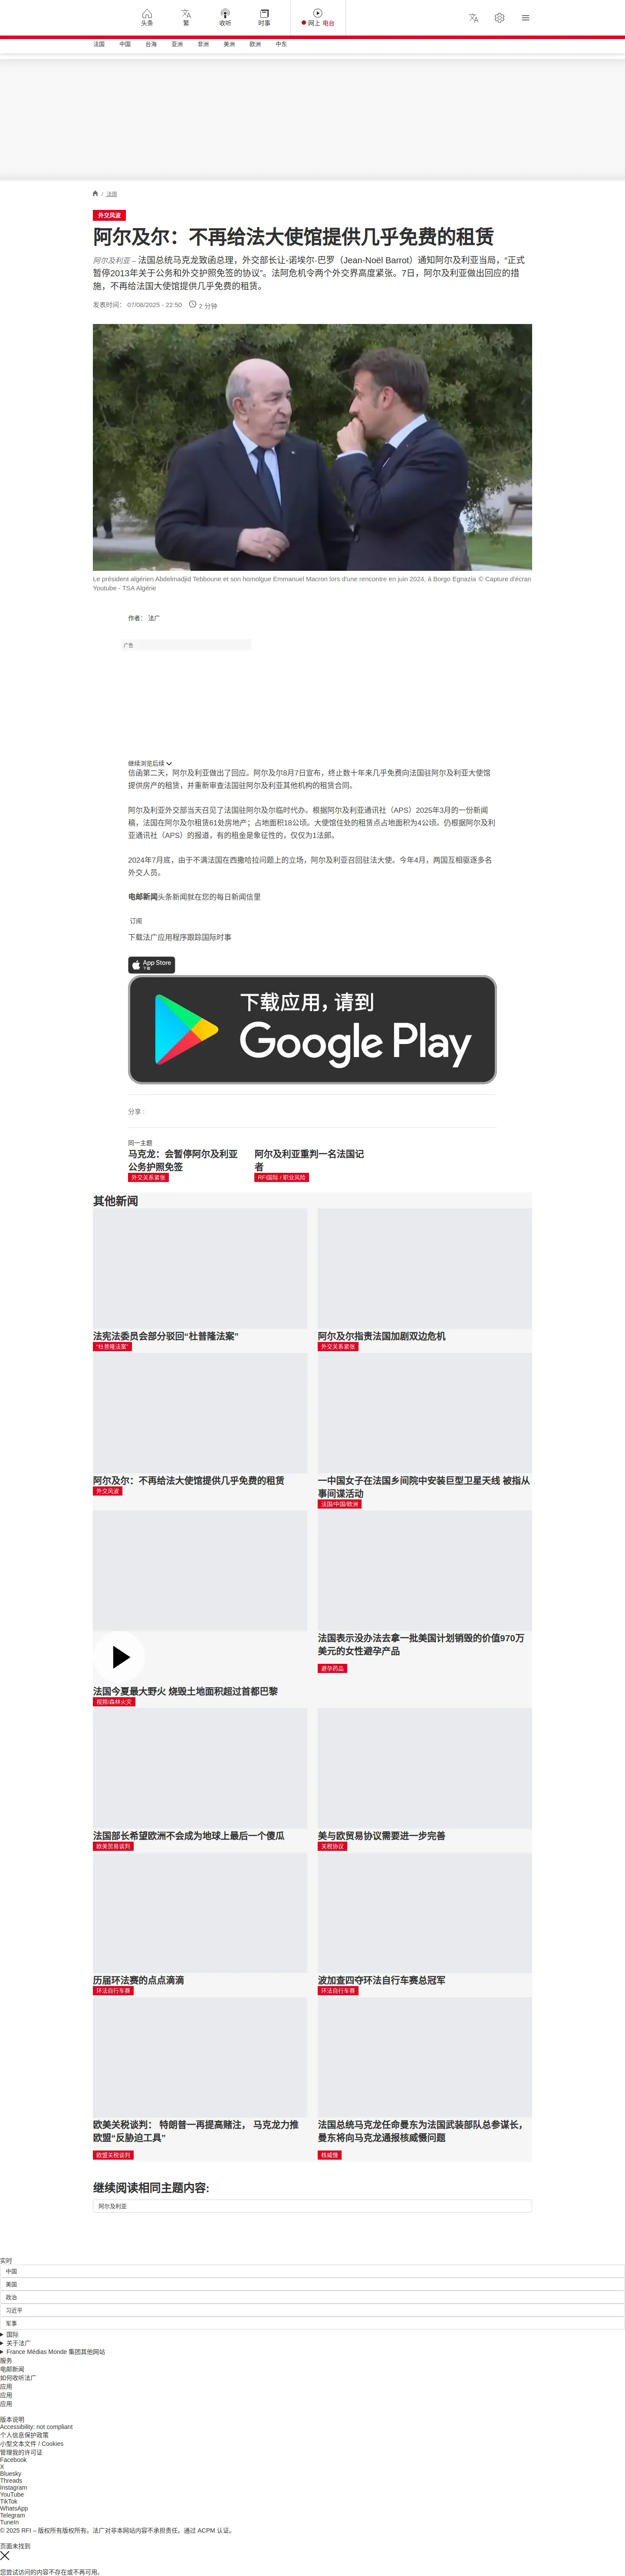 头条
繁
收听
时事
网上 电台
法国 中国 台海 亚洲 非洲 美洲 欧洲 中东
/ 法国
外交风波
阿尔及尔：不再给法大使馆提供几乎免费的租赁
阿尔及利亚 – 法国总统马克龙致函总理，外交部长让-诺埃尔·巴罗（Jean-Noël Barrot）通知阿尔及利亚当局，“正式
暂停2013年关于公务和外交护照免签的协议”。法阿危机令两个外交界高度紧张。7日，阿尔及利亚做出回应的措
施，不再给法国大使馆提供几乎免费的租赁。
发表时间： 07/08/2025 - 22:50 2 分钟
Le président algérien Abdelmadjid Tebboune et son homolgue Emmanuel Macron lors d'une rencontre en juin 2024, à Borgo Egnazia © Capture d'écran
Youtube - TSA Algérie
作者： 法广
广告
继续浏览后续
信函第二天，阿尔及利亚做出了回应。阿尔及尔8月7日宣布，终止数十年来几乎免费向法国驻阿尔及利亚大使馆
提供房产的租赁，并重新审查法国驻阿尔及利亚其他机构的租赁合同。
阿尔及利亚外交部当天召见了法国驻阿尔及尔临时代办。根据阿尔及利亚通讯社（APS）2025年3月的一份新闻
稿，法国在阿尔及尔租赁61处房地产；占地面积18公顷。大使馆住处的租赁点占地面积为4公顷。仍根据阿尔及利
亚通讯社（APS）的报道，有的租金是象征性的，仅仅为1法郎。
2024年7月底，由于不满法国在西撒哈拉问题上的立场，阿尔及利亚召回驻法大使。今年4月，两国互相驱逐多名
外交人员。
电邮新闻头条新闻就在您的每日新闻信里
订阅
下载法广应用程序跟踪国际时事
App Store
下载
下载应用，请到
Google Play
分享 :
同一主题
马克龙：会暂停阿尔及利亚
公务护照免签
外交关系紧张
阿尔及利亚重判一名法国记
者
RFI国际 / 职业风险
其他新闻
法宪法委员会部分驳回“杜普隆法案”
“杜普隆法案”
阿尔及尔指责法国加剧双边危机
外交关系紧张
阿尔及尔：不再给法大使馆提供几乎免费的租赁
外交风波
一中国女子在法国乡间院中安装巨型卫星天线 被指从
事间谍活动
法国/中国/欧洲
法国今夏最大野火 烧毁土地面积超过首都巴黎
视频/森林火灾
法国表示没办法去拿一批美国计划销毁的价值970万
美元的女性避孕产品
避孕药品
法国部长希望欧洲不会成为地球上最后一个傻瓜
欧美贸易谈判
美与欧贸易协议需要进一步完善
关税协议
历届环法赛的点点滴滴
环法自行车赛
波加查四夺环法自行车赛总冠军
环法自行车赛
欧美关税谈判： 特朗普一再提高赌注， 马克龙力推
欧盟“反胁迫工具”
欧盟关税谈判
法国总统马克龙任命曼东为法国武装部队总参谋长，
曼东将向马克龙通报核威慑问题
核威慑
继续阅读相同主题内容:
阿尔及利亚
实时
中国
美国
政治
习近平
军事
国际
关于法广
France Médias Monde 集团其他网站
服务
电邮新闻
如何收听法广
应用
应用
应用
版本说明
Accessibility: not compliant
个人信息保护政策
小型文本文件 / Cookies
管理我的许可证
Facebook
X
Bluesky
Threads
Instagram
YouTube
TikTok
WhatsApp
Telegram
TuneIn
© 2025 RFI – 版权所有版权所有。法广对非本网站内容不承担责任。通过 ACPM 认证。
页面未找到
您尝试访问的内容不存在或不再可用。